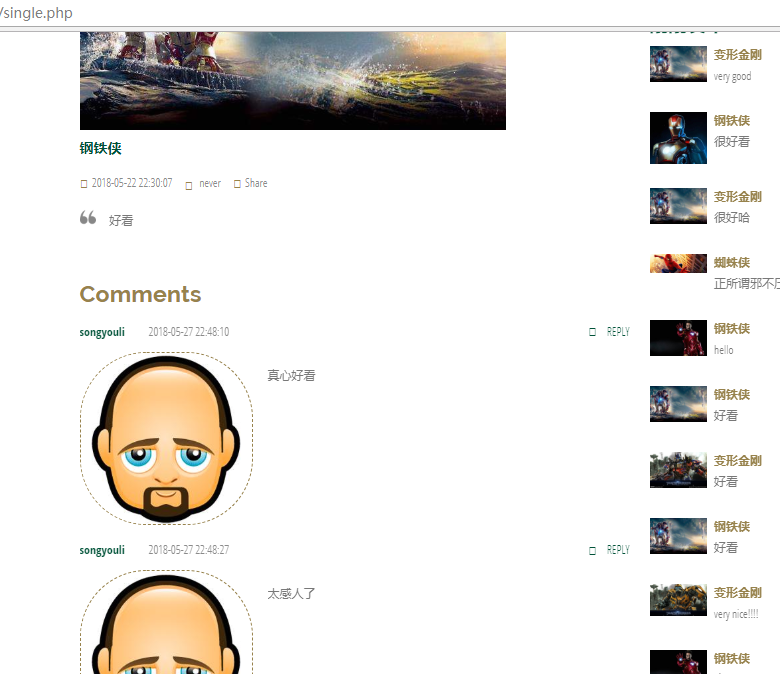 /single.php
钢铁侠
2018-05-22 22:30:07 never Share
好看
Comments
songyouli 2018-05-27 22:48:10 REPLY
真心好看
songyouli 2018-05-27 22:48:27 REPLY
太感人了
变形金刚
very good
钢铁侠
很好看
变形金刚
很好哈
蜘蛛侠
正所谓邪不
钢铁侠
hello
钢铁侠
好看
变形金刚
好看
钢铁侠
好看
变形金刚
very nice!!!!
钢铁侠